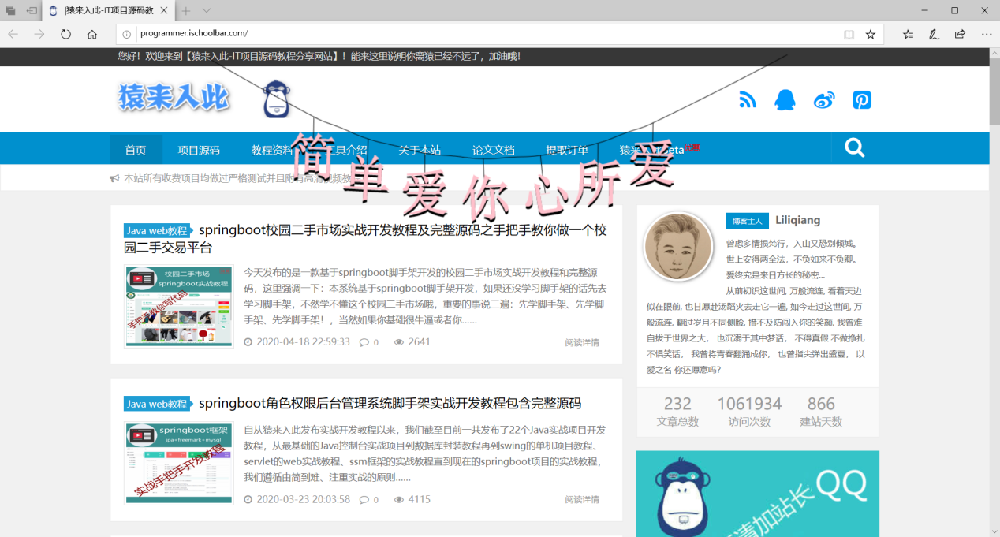 |猿来入此-IT项目源码教
programmer.ischoolbar.com/
您好！欢迎来到【猿来入此-IT项目源码教程分享网站】！能来这里说明你离猿已经不远了，加油哦！
猿来入此
首页 项目源码 教程资料 工具介绍 关于本站 论文文档 提取订单 猿来入此Beta 优惠
简单爱你心所爱
本站所有收费项目均做过严格测试并且附有高清视频教
Java web教程 springboot校园二手市场实战开发教程及完整源码之手把手教你做一个校
园二手交易平台
校园二手市场
springboot实战教程
手把手教你写代码
今天发布的是一款基于springboot脚手架开发的校园二手市场实战开发教程和完整源
码，这里强调一下：本系统基于springboot脚手架开发，如果还没学习脚手架的话先去
学习脚手架，不然学不懂这个校园二手市场哦，重要的事说三遍：先学脚手架、先学脚
手架、先学脚手架！，当然如果你基础很牛逼或者你......
2020-04-18 22:59:33 0 2641 阅读详情
Java web教程 springboot角色权限后台管理系统脚手架实战开发教程包含完整源码
springboot框架
jpa+freemark+mysql
实战手把手开发教程
自从猿来入此发布实战开发教程以来，我们截至目前一共发布了22个Java实战项目开发
教程，从最基础的Java控制台实战项目到数据库封装教程再到swing的单机项目教程、
servlet的web实战教程、ssm框架的实战教程直到现在的springboot项目的实战教程，
我们遵循由简到难、注重实战的原则......
2020-03-23 20:03:58 0 4115 阅读详情
博客主人 Liliqiang
曾虑多情损梵行，入山又恐别倾城。
世上安得两全法，不负如来不负卿。
爱终究是来日方长的秘密...
从前初识这世间, 万般流连, 看着天边
似在眼前, 也甘愿赴汤蹈火去走它一遍, 如今走过这世间, 万
般流连, 翻过岁月不同侧脸, 措不及防闯入你的笑颜, 我曾难
自拔于世界之大， 也沉溺于其中梦话， 不得真假 不做挣扎
不惧笑话， 我曾将青春翻涌成你， 也曾指尖弹出盛夏， 以
爱之名 你还愿意吗?
232 1061934 866
文章总数 访问次数 建站天数
QQ
请加站长